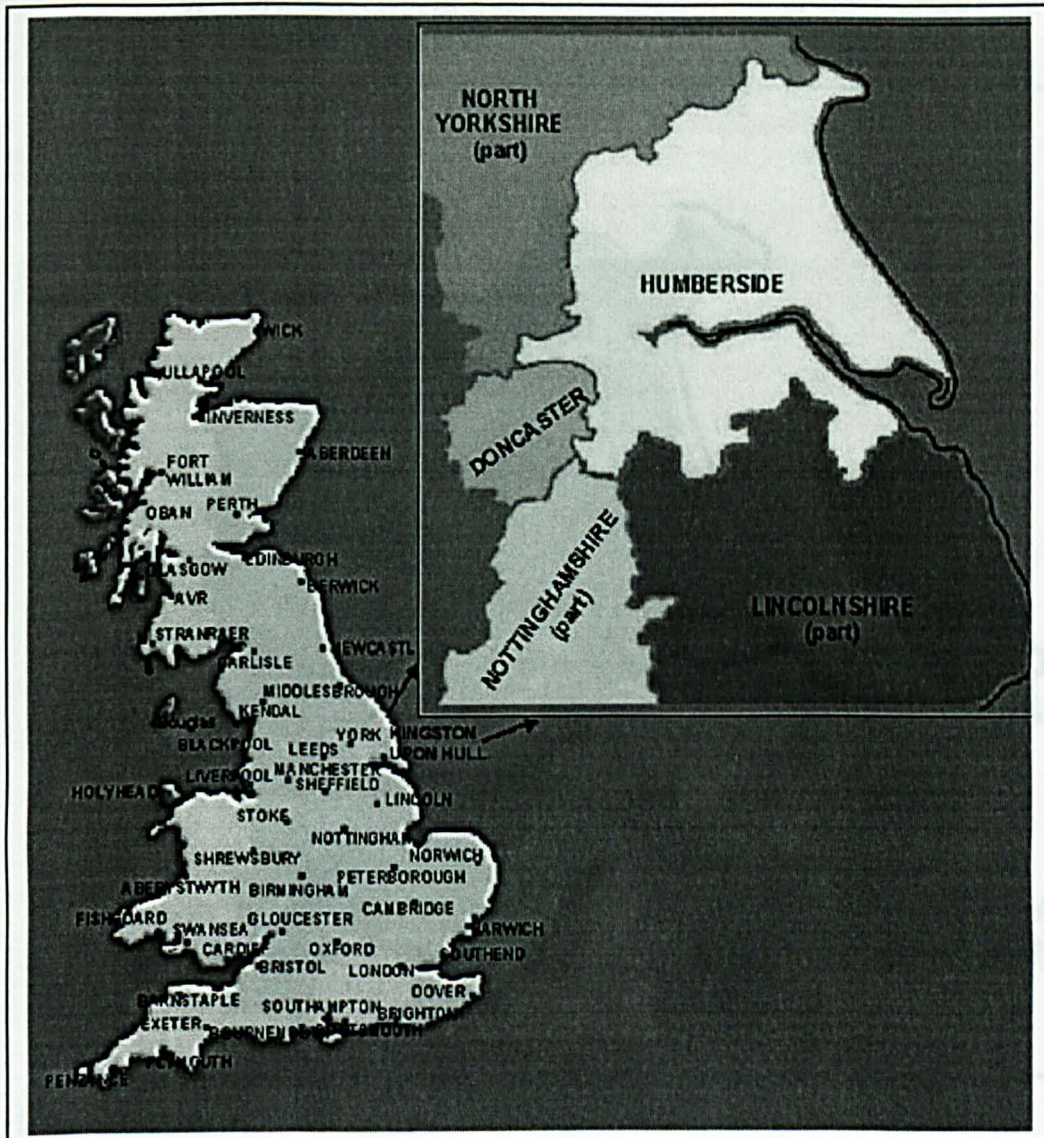 NORTH
YORKSHIRE
(part)
HUMBERSIDE
DONCASTER
NOTTINGHAMSHIRE
(part)
LINCOLNSHIRE
(part)
WICK
ULLAPOOL
INVERNESS
ABERDEEN
FORT
WILLIAN
PERTH
OBAN
EDINBURGH
GLASGOW
BERWICK
AYR
STRANRAER
NEWCASTL
CARLISLE
MIDDLESBROUGH
KENDAL
Douglas
YORK
KINGSTON
UPON HULL
BLACKPOOL
LEEDS
LIVERPOOL
MANCHESTER
SHEFFIELD
HOLYHEAD
LINCOLN
STOKE
NOTTINGHAM
NORWICH
SHREWSBURY
PETERBOROUGH
ABERYSTWYTH
BIRMINGHAM
CAMBRIDGE
FISHGUARD
GLOUCESTER
SWANSEA
HARWICH
CARDIFF
OXFORD
SOUTHEND
BRISTOL
LONDON
DOVER
BARNSTAPLE
SOUTHAMPTON
BRIGHTON
EXETER
PORTSMOUTH
PLYMOUTH
PENZANCE